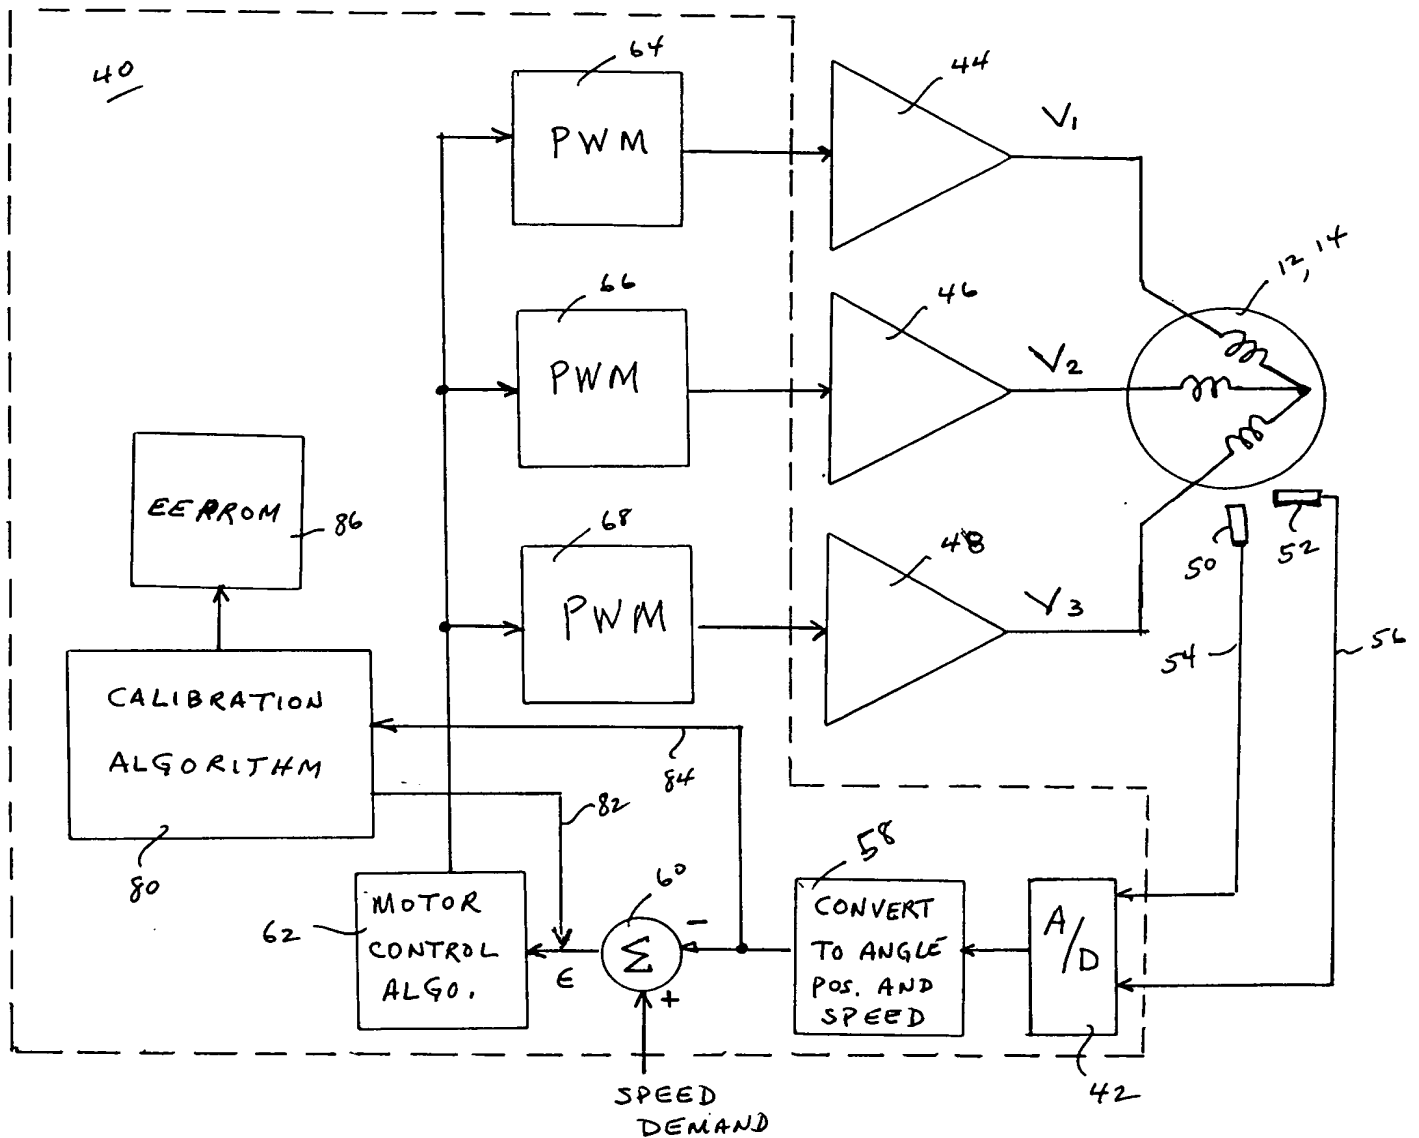 40
64
PWM
44
V1
12, 14
66
PWM
46
V2
EEPROM
86
68
PWM
48
V3
50
52
54
56
CALIBRATION
ALGORITHM
80
84
82
62
MOTOR
CONTROL
ALGO.
ϵ
60
Σ
−
+
SPEED
DEMAND
58
CONVERT
TO ANGLE
POS. AND
SPEED
A/D
42